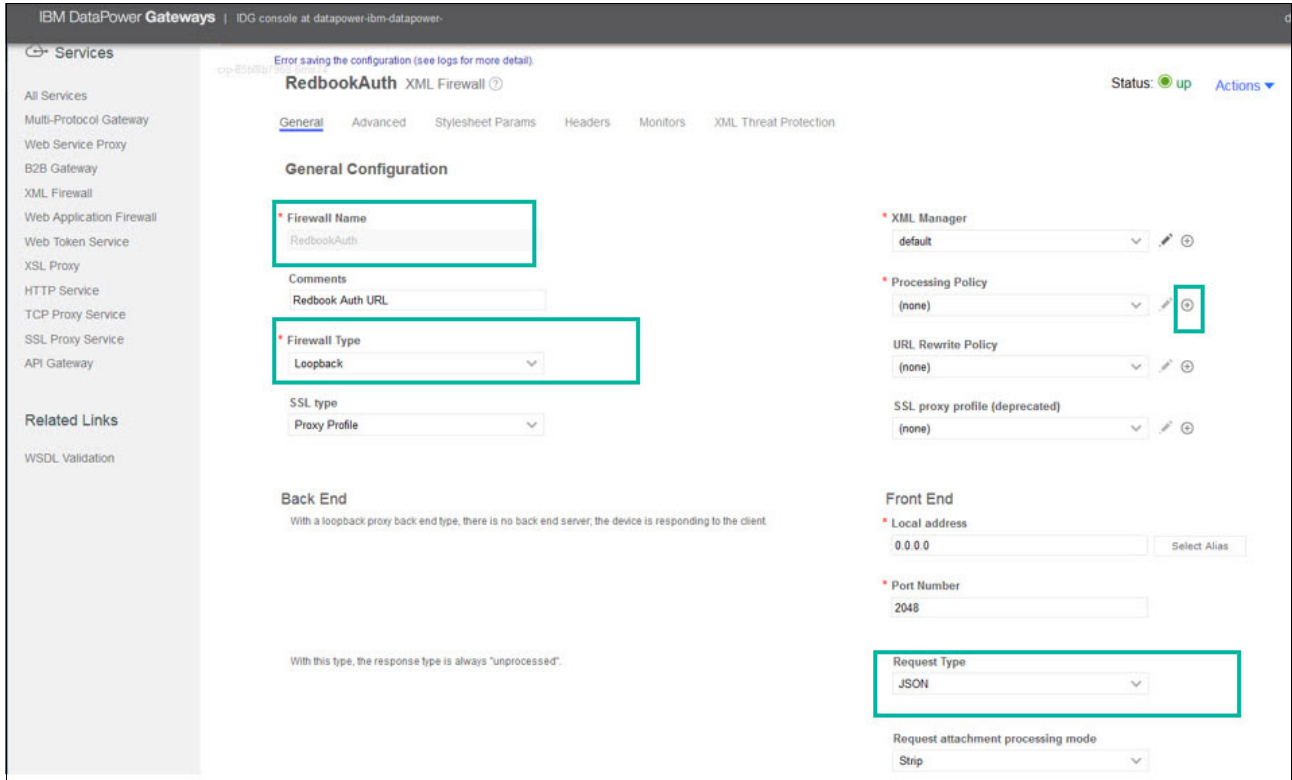 IBM DataPower Gateways | IDG console at datapower-ibm-datapower-
Services
All Services
Multi-Protocol Gateway
Web Service Proxy
B2B Gateway
XML Firewall
Web Application Firewall
Web Token Service
XSL Proxy
HTTP Service
TCP Proxy Service
SSL Proxy Service
API Gateway
Related Links
WSDL Validation
Error saving the configuration (see logs for more detail).
RedbookAuth XML Firewall ?
Status: up Actions
General Advanced Stylesheet Params Headers Monitors XML Threat Protection
General Configuration
* Firewall Name
RedbookAuth
Comments
Redbook Auth URL
* Firewall Type
Loopback
SSL type
Proxy Profile
* XML Manager
default
* Processing Policy
(none)
URL Rewrite Policy
(none)
SSL proxy profile (deprecated)
(none)
Back End
With a loopback proxy back end type, there is no back end server; the device is responding to the client.
With this type, the response type is always "unprocessed".
Front End
* Local address
0.0.0.0 Select Alias
* Port Number
2048
Request Type
JSON
Request attachment processing mode
Strip